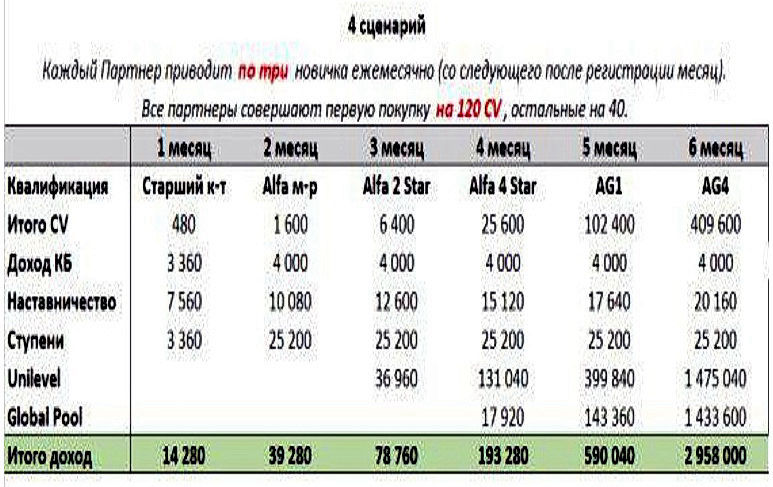 4 сценарий
Каждый Партнер приводит по три новичка ежемесячно (со следующего после регистрации месяц).
Все партнеры совершают первую покупку на 120 CV, остальные на 40.
1 месяц 2 месяц 3 месяц 4 месяц 5 месяц 6 месяц
Квалификация Старший к-т Alfa м-р Alfa 2 Star Alfa 4 Star AG1 AG4
Итого CV 480 1 600 6 400 25 600 102 400 409 600
Доход КБ 3 360 4 000 4 000 4 000 4 000 4 000
Наставничество 7 560 10 080 12 600 15 120 17 640 20 160
Ступени 3 360 25 200 25 200 25 200 25 200 25 200
Unilevel 36 960 131 040 399 840 1 475 040
Global Pool 17 920 143 360 1 433 600
Итого доход 14 280 39 280 78 760 193 280 590 040 2 958 000